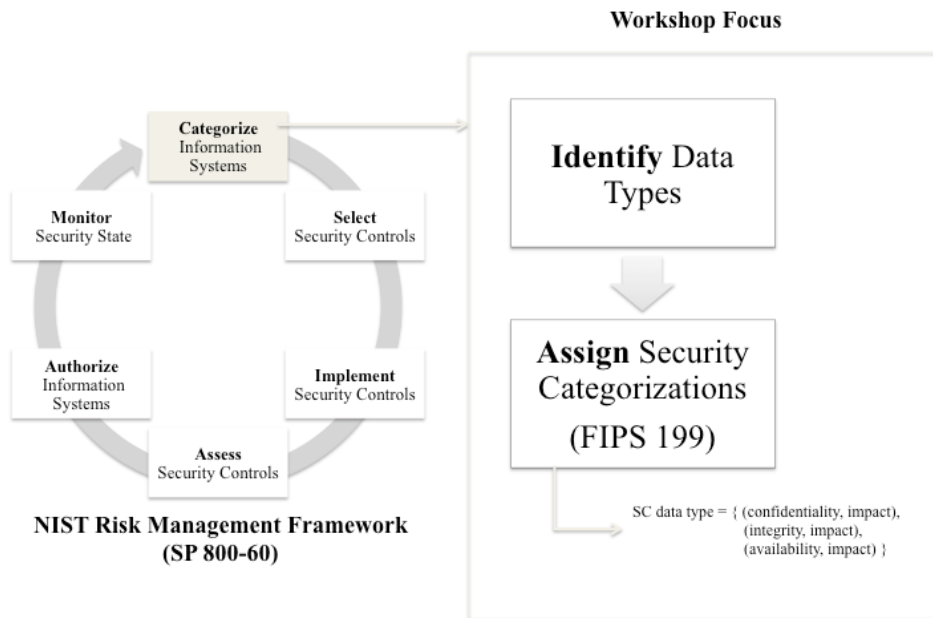 Workshop Focus
Categorize
Information
Systems
Select
Security Controls
Implement
Security Controls
Assess
Security Controls
Authorize
Information
Systems
Monitor
Security State
NIST Risk Management Framework
(SP 800-60)
Identify Data
Types
Assign Security
Categorizations
(FIPS 199)
SC data type = { (confidentiality, impact),
(integrity, impact),
(availability, impact) }